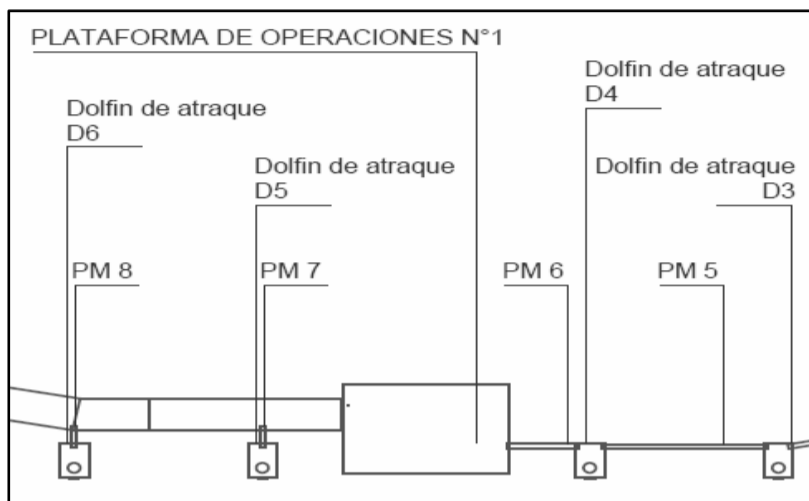 PLATAFORMA DE OPERACIONES N°1
Dolfin de atraque
D4
Dolfin de atraque
D6
Dolfin de atraque
D5
Dolfin de atraque
D3
PM 8
PM 7
PM 6
PM 5